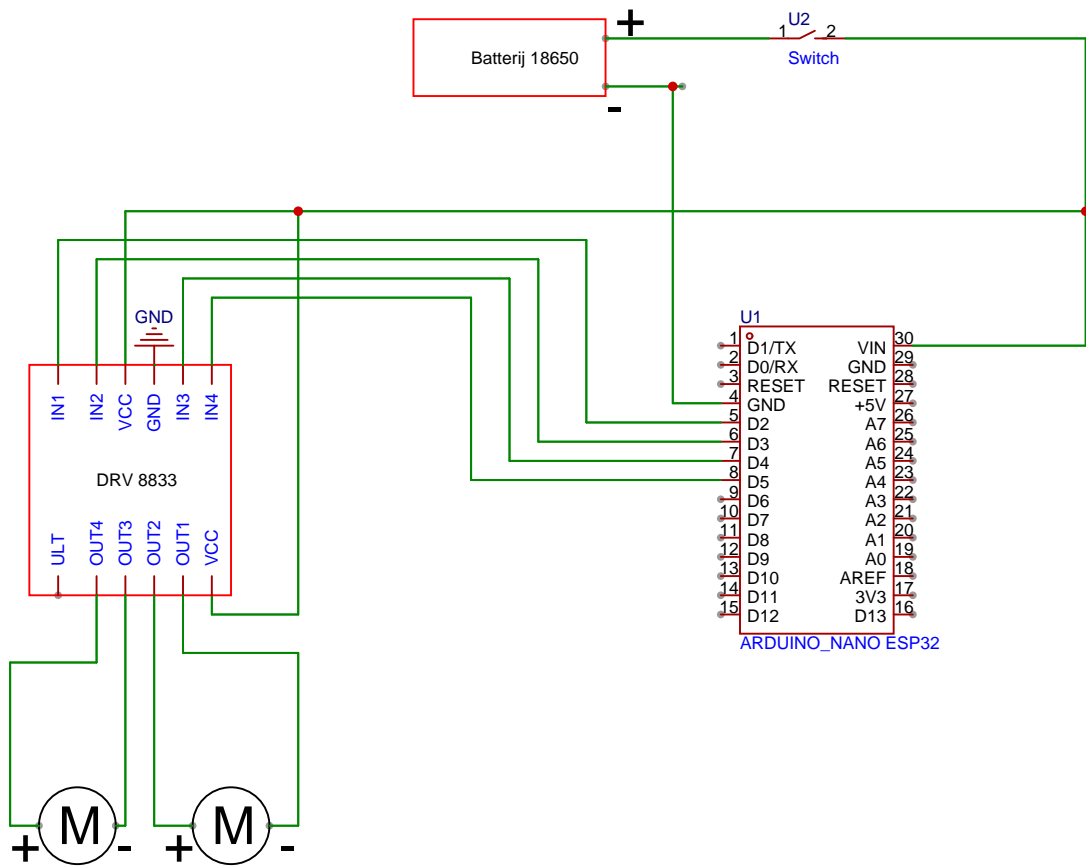 +
U2
1 2
Batterij 18650
Switch
-
GND
IN1
IN2
VCC
GND
IN3
IN4
DRV 8833
ULT
OUT4
OUT3
OUT2
OUT1
VCC
U1
1 D1/TX VIN 30
2 D0/RX GND 29
3 RESET RESET 28
4 GND +5V 27
5 D2 A7 26
6 D3 A6 25
7 D4 A5 24
8 D5 A4 23
9 D6 A3 22
10 D7 A2 21
11 D8 A1 20
12 D9 A0 19
13 D10 AREF 18
14 D11 3V3 17
15 D12 D13 16
ARDUINO_NANO ESP32
+ M - + M -